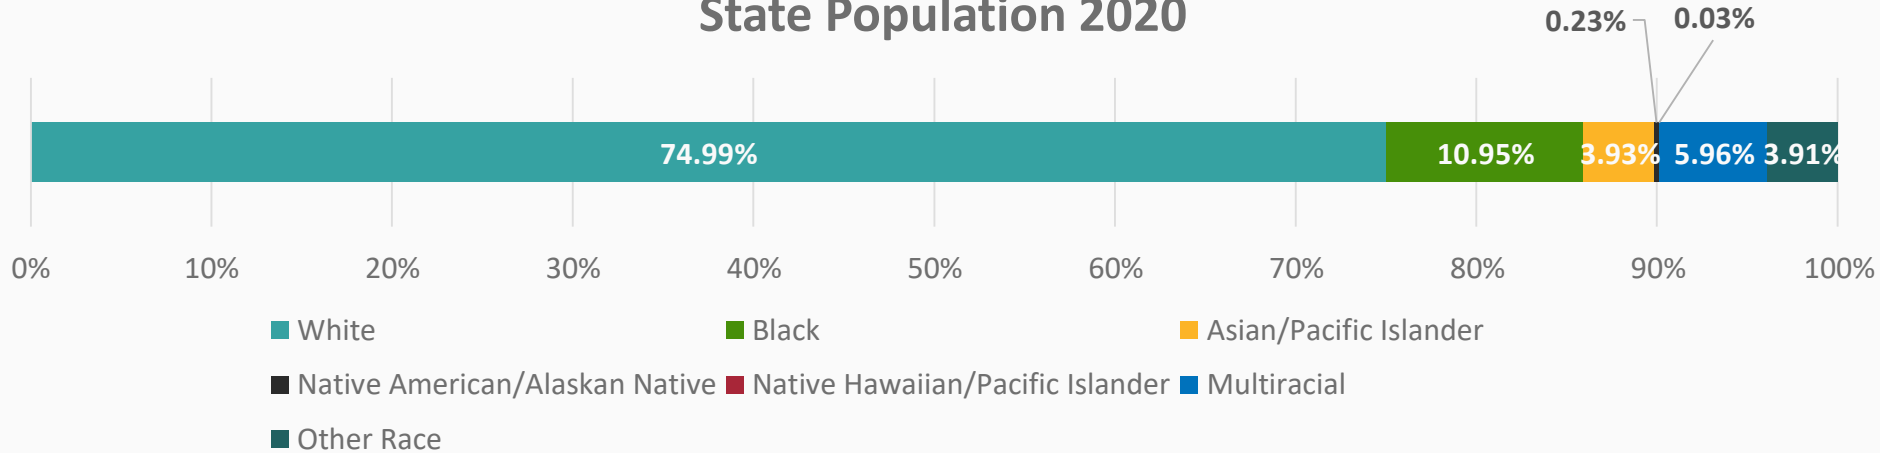 State Population 2020
0.23% 0.03%
74.99% 10.95% 3.93% 5.96% 3.91%
0% 10% 20% 30% 40% 50% 60% 70% 80% 90% 100%
White Black Asian/Pacific Islander
Native American/Alaskan Native Native Hawaiian/Pacific Islander Multiracial
Other Race